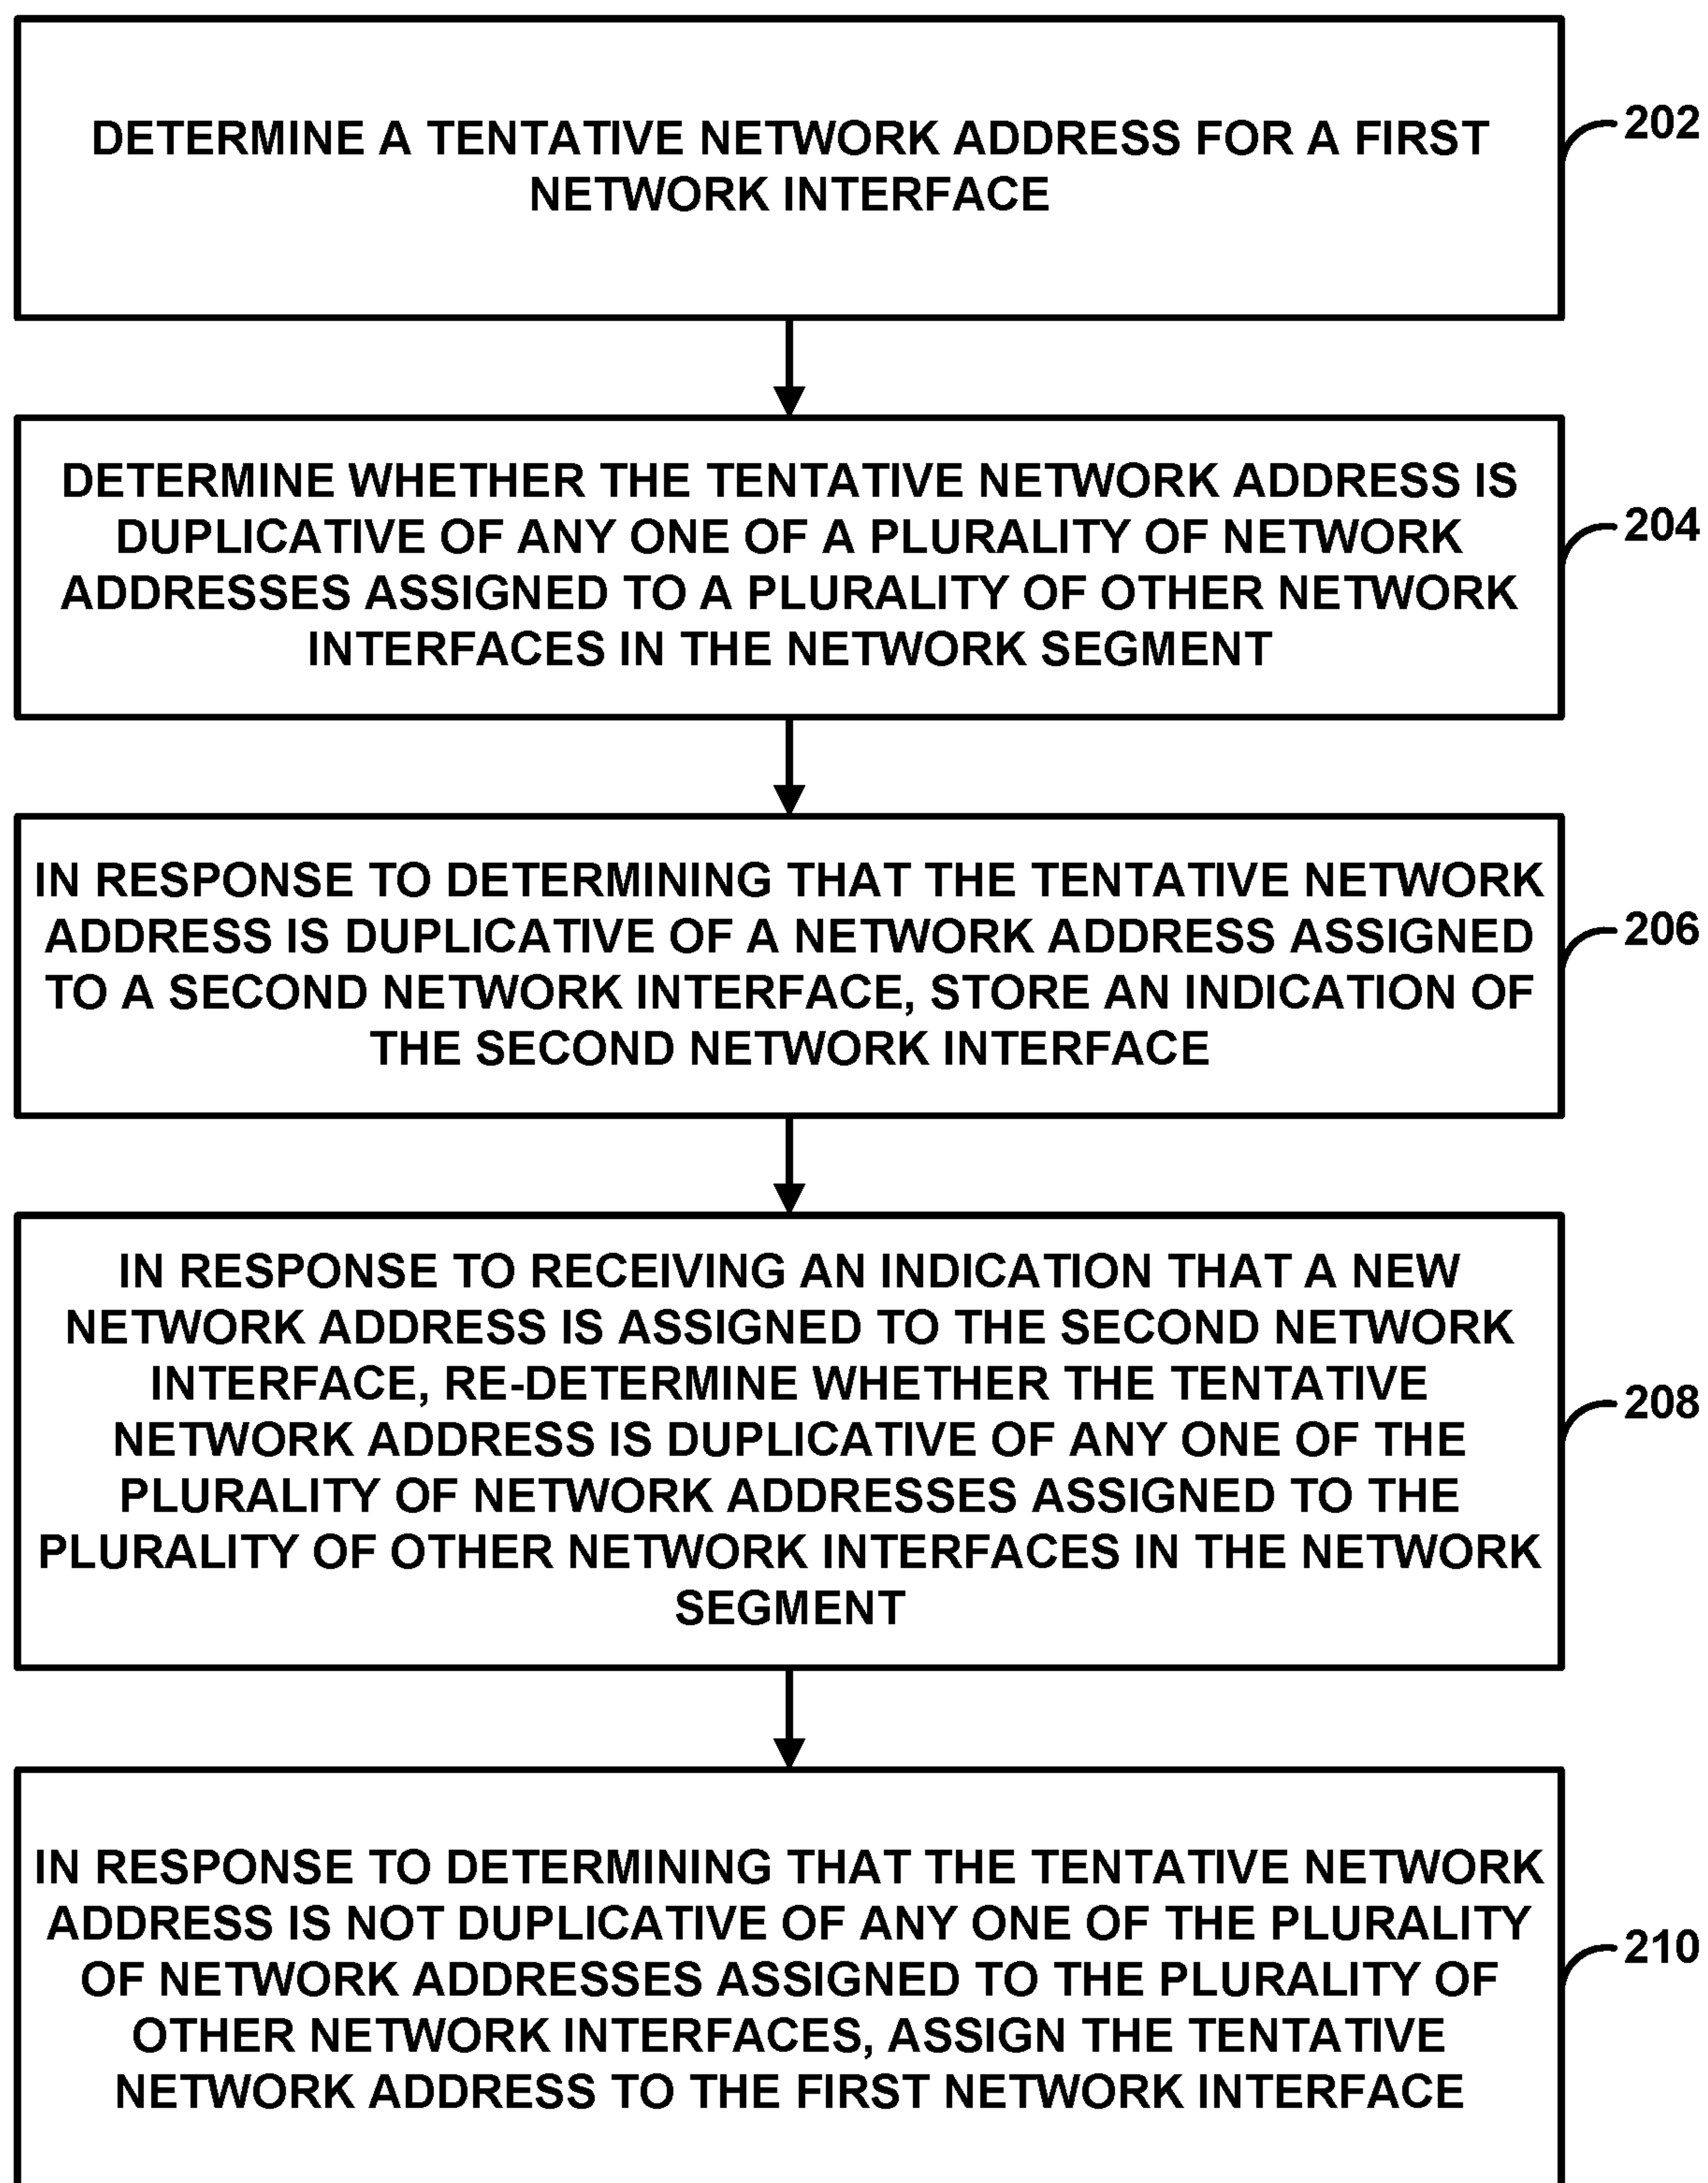 DETERMINE A TENTATIVE NETWORK ADDRESS FOR A FIRST
NETWORK INTERFACE
202
DETERMINE WHETHER THE TENTATIVE NETWORK ADDRESS IS
DUPLICATIVE OF ANY ONE OF A PLURALITY OF NETWORK
ADDRESSES ASSIGNED TO A PLURALITY OF OTHER NETWORK
INTERFACES IN THE NETWORK SEGMENT
204
IN RESPONSE TO DETERMINING THAT THE TENTATIVE NETWORK
ADDRESS IS DUPLICATIVE OF A NETWORK ADDRESS ASSIGNED
TO A SECOND NETWORK INTERFACE, STORE AN INDICATION OF
THE SECOND NETWORK INTERFACE
206
IN RESPONSE TO RECEIVING AN INDICATION THAT A NEW
NETWORK ADDRESS IS ASSIGNED TO THE SECOND NETWORK
INTERFACE, RE-DETERMINE WHETHER THE TENTATIVE
NETWORK ADDRESS IS DUPLICATIVE OF ANY ONE OF THE
PLURALITY OF NETWORK ADDRESSES ASSIGNED TO THE
PLURALITY OF OTHER NETWORK INTERFACES IN THE NETWORK
SEGMENT
208
IN RESPONSE TO DETERMINING THAT THE TENTATIVE NETWORK
ADDRESS IS NOT DUPLICATIVE OF ANY ONE OF THE PLURALITY
OF NETWORK ADDRESSES ASSIGNED TO THE PLURALITY OF
OTHER NETWORK INTERFACES, ASSIGN THE TENTATIVE
NETWORK ADDRESS TO THE FIRST NETWORK INTERFACE
210